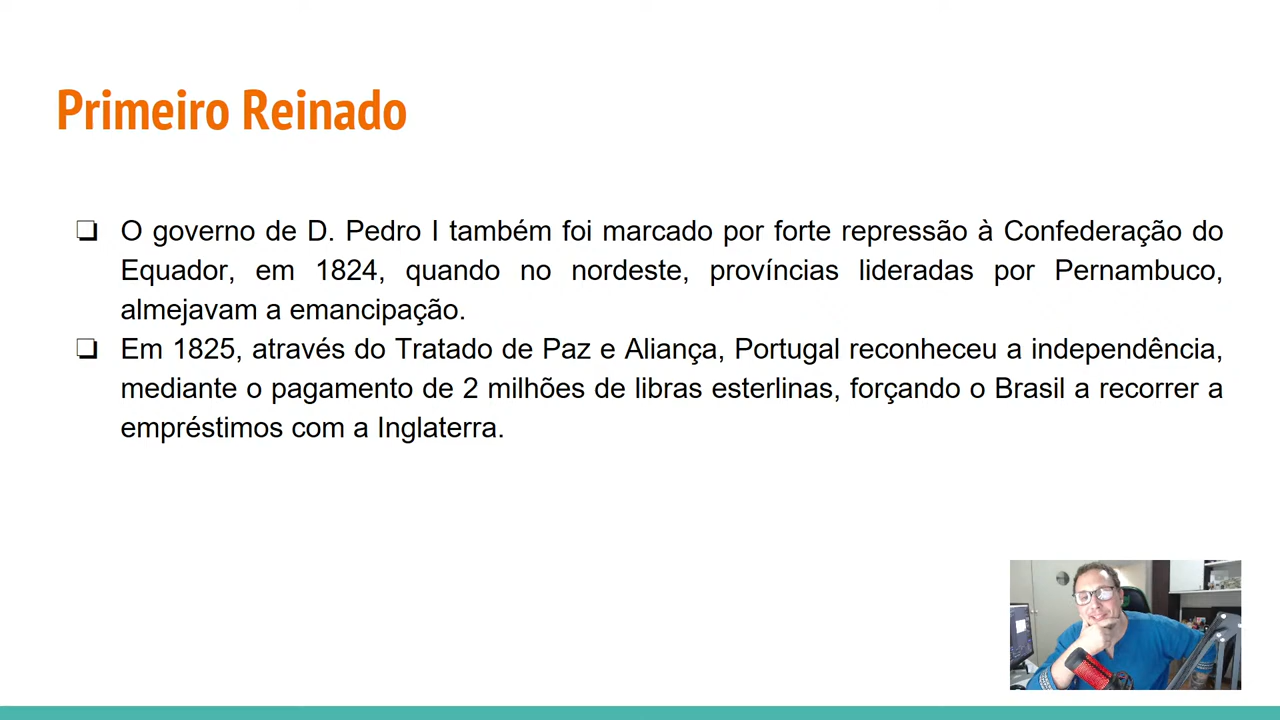 Primeiro Reinado
❏ O governo de D. Pedro I também foi marcado por forte repressão à Confederação do
Equador, em 1824, quando no nordeste, províncias lideradas por Pernambuco,
almejavam a emancipação.
❏ Em 1825, através do Tratado de Paz e Aliança, Portugal reconheceu a independência,
mediante o pagamento de 2 milhões de libras esterlinas, forçando o Brasil a recorrer a
empréstimos com a Inglaterra.